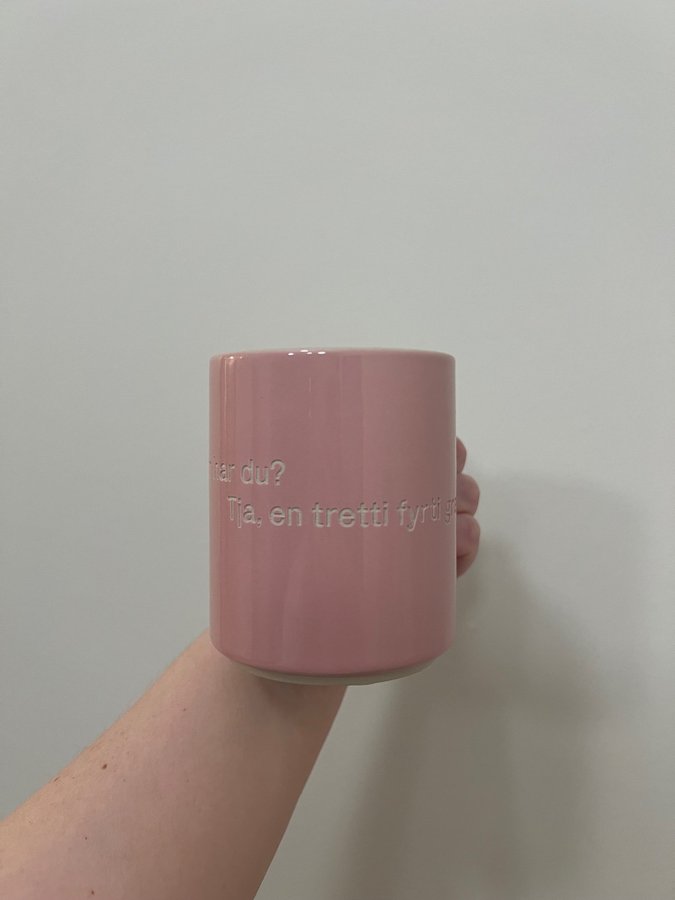 tar du?
Tja, en tretti fyrti